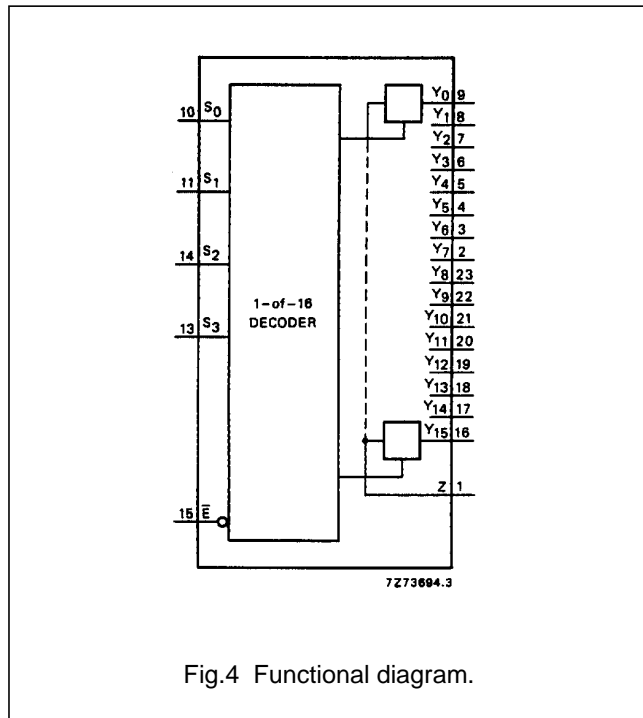 10 S0
11 S1
14 S2
13 S3
15 E̅
1-of-16
DECODER
Y0 9
Y1 8
Y2 7
Y3 6
Y4 5
Y5 4
Y6 3
Y7 2
Y8 23
Y9 22
Y10 21
Y11 20
Y12 19
Y13 18
Y14 17
Y15 16
Z 1
7Z73694.3
Fig.4 Functional diagram.